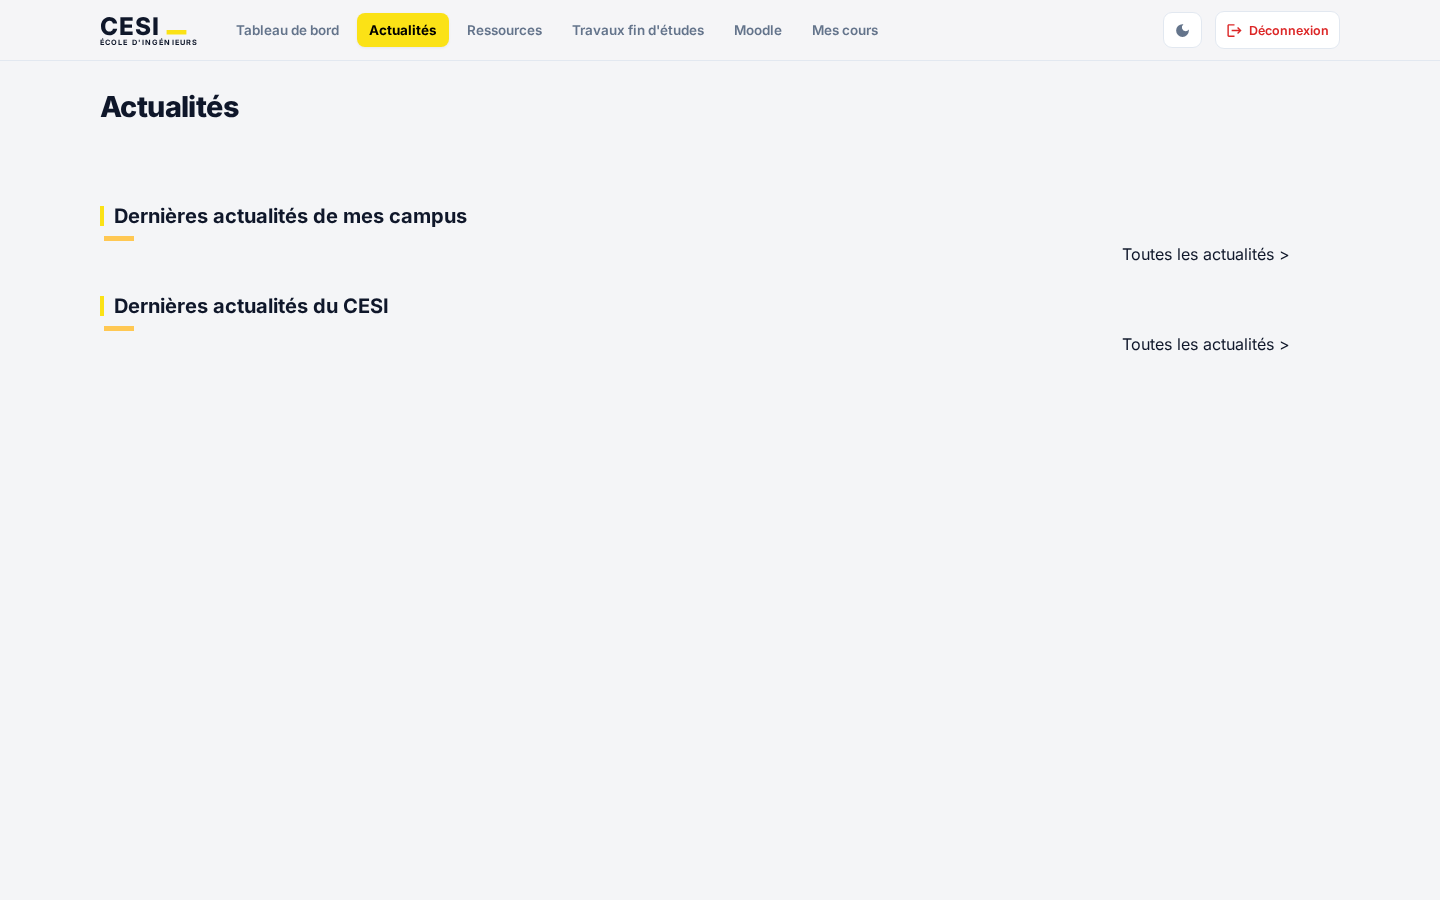 CESI
ÉCOLE D'INGÉNIEURS
Tableau de bord
Actualités
Ressources
Travaux fin d'études
Moodle
Mes cours
Déconnexion
Actualités
Dernières actualités de mes campus
Toutes les actualités >
Dernières actualités du CESI
Toutes les actualités >